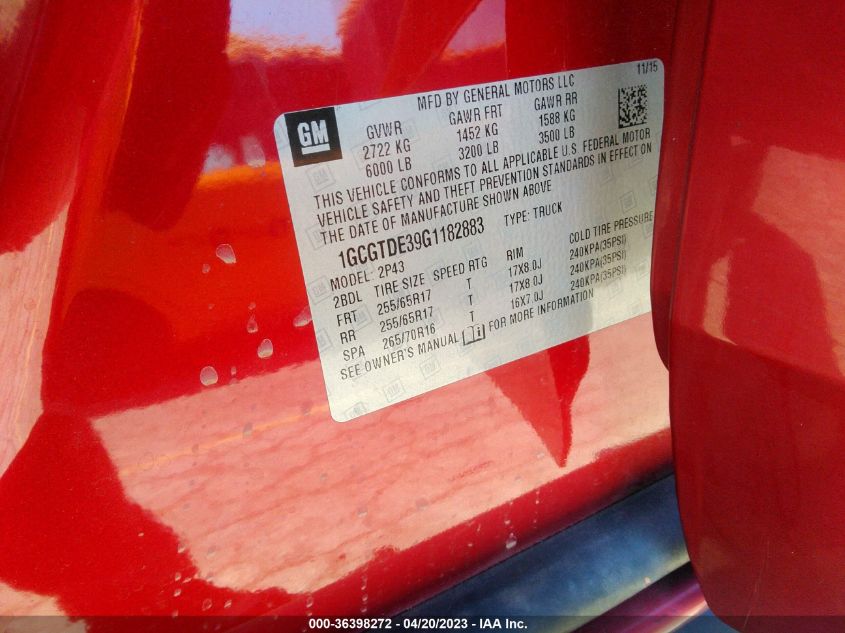 11/15
MFD BY GENERAL MOTORS LLC
GM
GVWR GAWR FRT GAWR RR
2722 KG 1452 KG 1588 KG
6000 LB 3200 LB 3500 LB
THIS VEHICLE CONFORMS TO ALL APPLICABLE U.S. FEDERAL MOTOR
VEHICLE SAFETY AND THEFT PREVENTION STANDARDS IN EFFECT ON
THE DATE OF MANUFACTURE SHOWN ABOVE
1GCGTDE39G1182883 TYPE: TRUCK
MODEL: 2P43
2BDL TIRE SIZE SPEED RTG RIM COLD TIRE PRESSURE
FRT 255/65R17 T 17X8.0J 240KPA(35PSI)
RR 255/65R17 T 17X8.0J 240KPA(35PSI)
SPA 265/70R16 T 16X7.0J 240KPA(35PSI)
SEE OWNER'S MANUAL FOR MORE INFORMATION
000-36398272 - 04/20/2023 - IAA Inc.